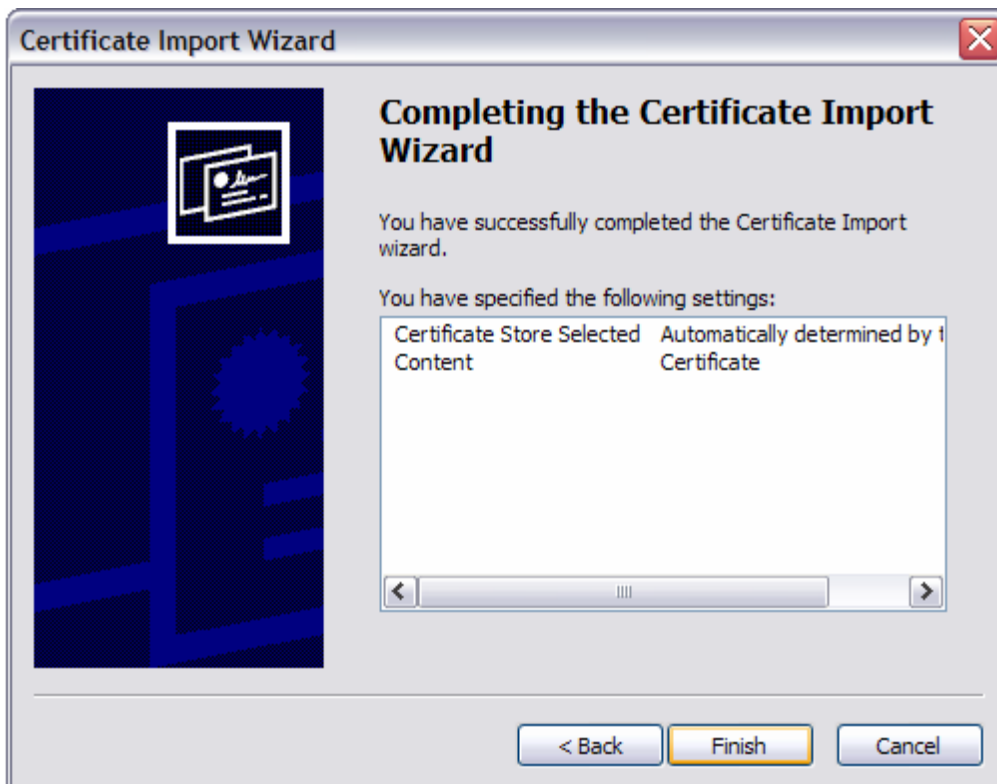 Certificate Import Wizard
Completing the Certificate Import
Wizard
You have successfully completed the Certificate Import
wizard.
You have specified the following settings:
Certificate Store Selected Automatically determined by t
Content Certificate
< Back Finish Cancel